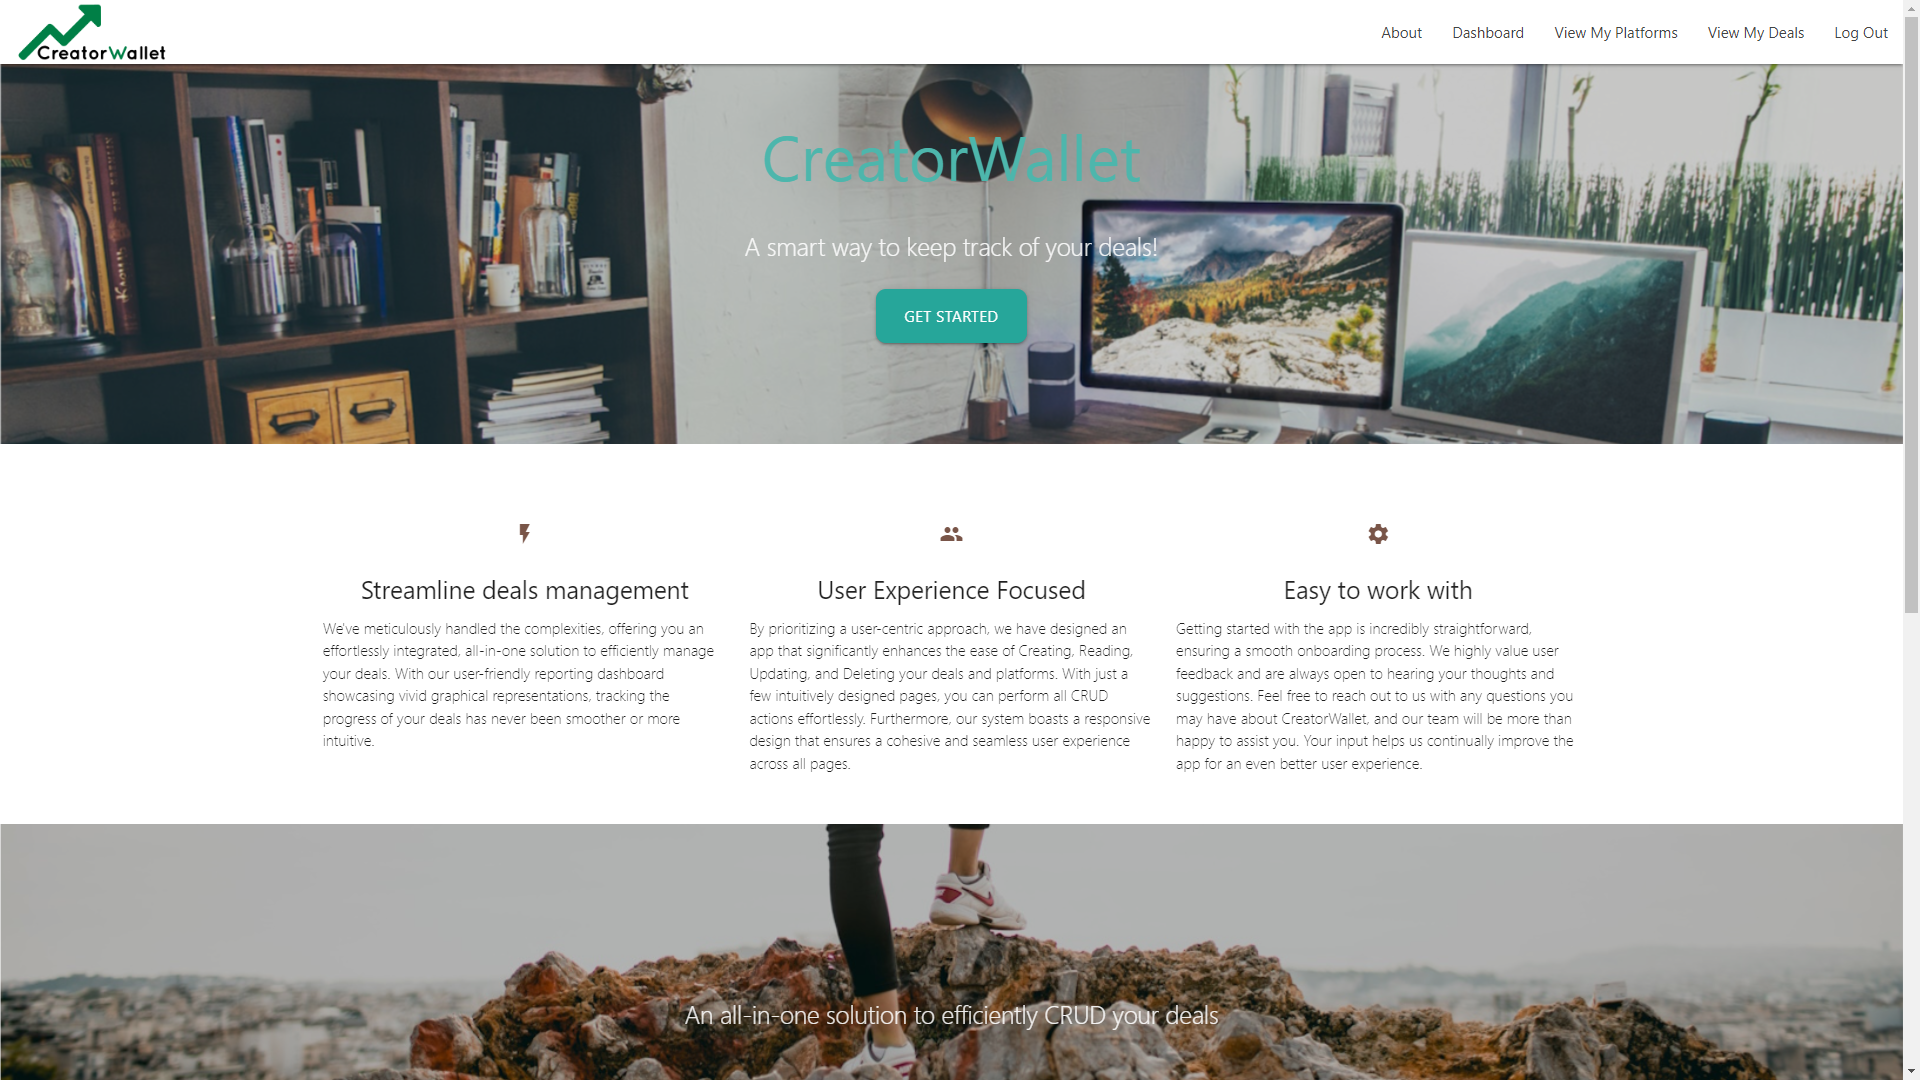 CreatorWallet
About
Dashboard
View My Platforms
View My Deals
Log Out
CreatorWallet
A smart way to keep track of your deals!
GET STARTED
Streamline deals management
We've meticulously handled the complexities, offering you an
effortlessly integrated, all-in-one solution to efficiently manage
your deals. With our user-friendly reporting dashboard
showcasing vivid graphical representations, tracking the
progress of your deals has never been smoother or more
intuitive.
User Experience Focused
By prioritizing a user-centric approach, we have designed an
app that significantly enhances the ease of Creating, Reading,
Updating, and Deleting your deals and platforms. With just a
few intuitively designed pages, you can perform all CRUD
actions effortlessly. Furthermore, our system boasts a responsive
design that ensures a cohesive and seamless user experience
across all pages.
Easy to work with
Getting started with the app is incredibly straightforward,
ensuring a smooth onboarding process. We highly value user
feedback and are always open to hearing your thoughts and
suggestions. Feel free to reach out to us with any questions you
may have about CreatorWallet, and our team will be more than
happy to assist you. Your input helps us continually improve the
app for an even better user experience.
An all-in-one solution to efficiently CRUD your deals